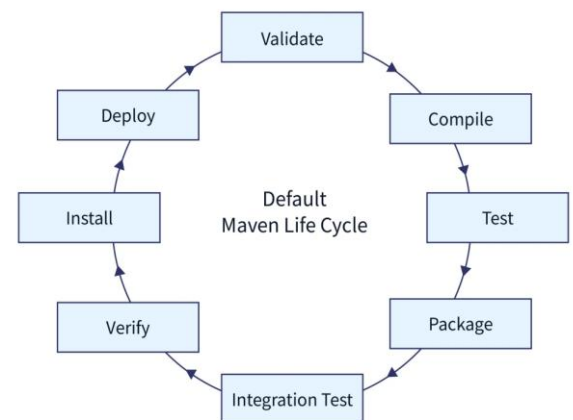 Validate
Compile
Test
Package
Integration Test
Verify
Install
Deploy
Default
Maven Life Cycle